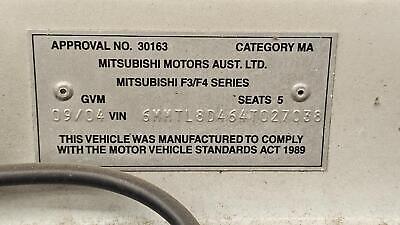 APPROVAL NO. 30163 CATEGORY MA
MITSUBISHI MOTORS AUST. LTD.
MITSUBISHI F3/F4 SERIES
GVM SEATS 5
09/04 VIN 6MMTL8D464T027038
THIS VEHICLE WAS MANUFACTURED TO COMPLY
WITH THE MOTOR VEHICLE STANDARDS ACT 1989